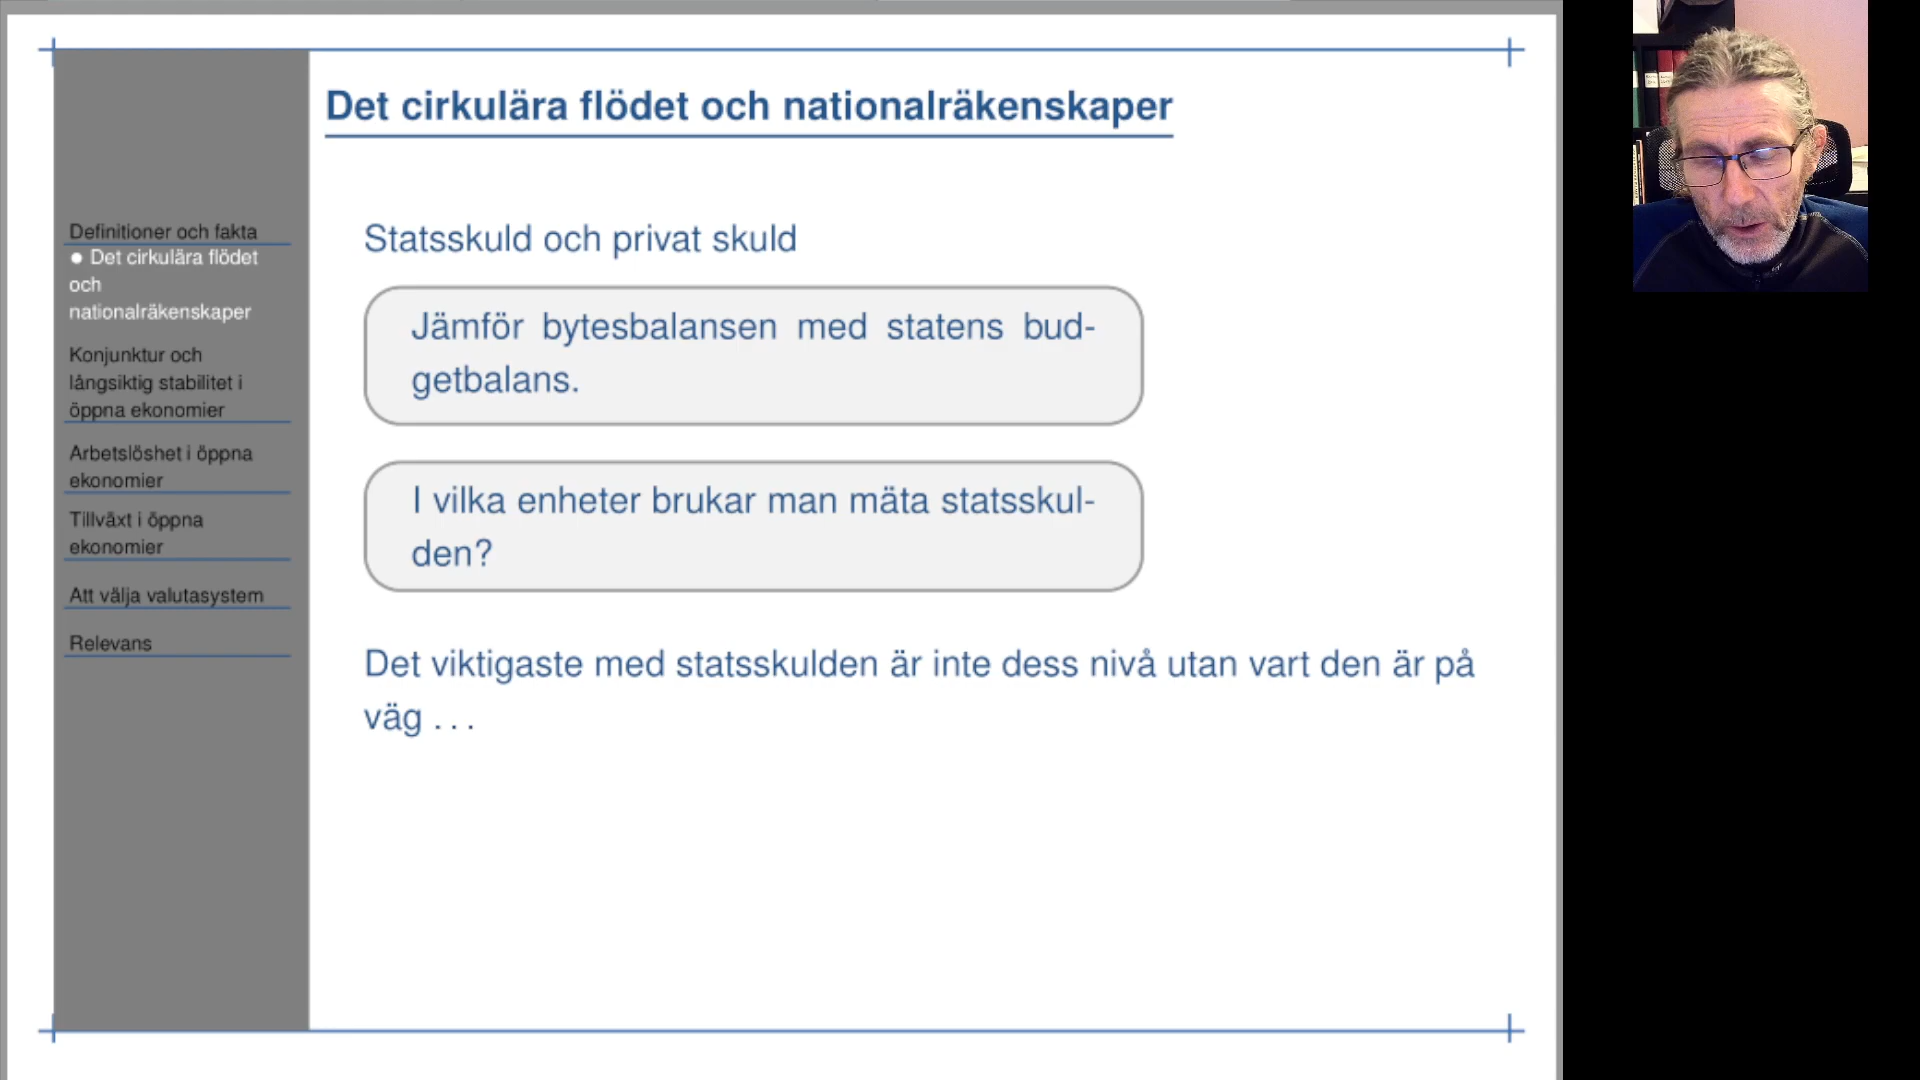 Det cirkulära flödet och nationalräkenskaper
Definitioner och fakta
● Det cirkulära flödet
och
nationalräkenskaper
Konjunktur och
långsiktig stabilitet i
öppna ekonomier
Arbetslöshet i öppna
ekonomier
Tillväxt i öppna
ekonomier
Att välja valutasystem
Relevans
Statsskuld och privat skuld
Jämför bytesbalansen med statens bud-
getbalans.
I vilka enheter brukar man mäta statsskul-
den?
Det viktigaste med statsskulden är inte dess nivå utan vart den är på
väg . . .